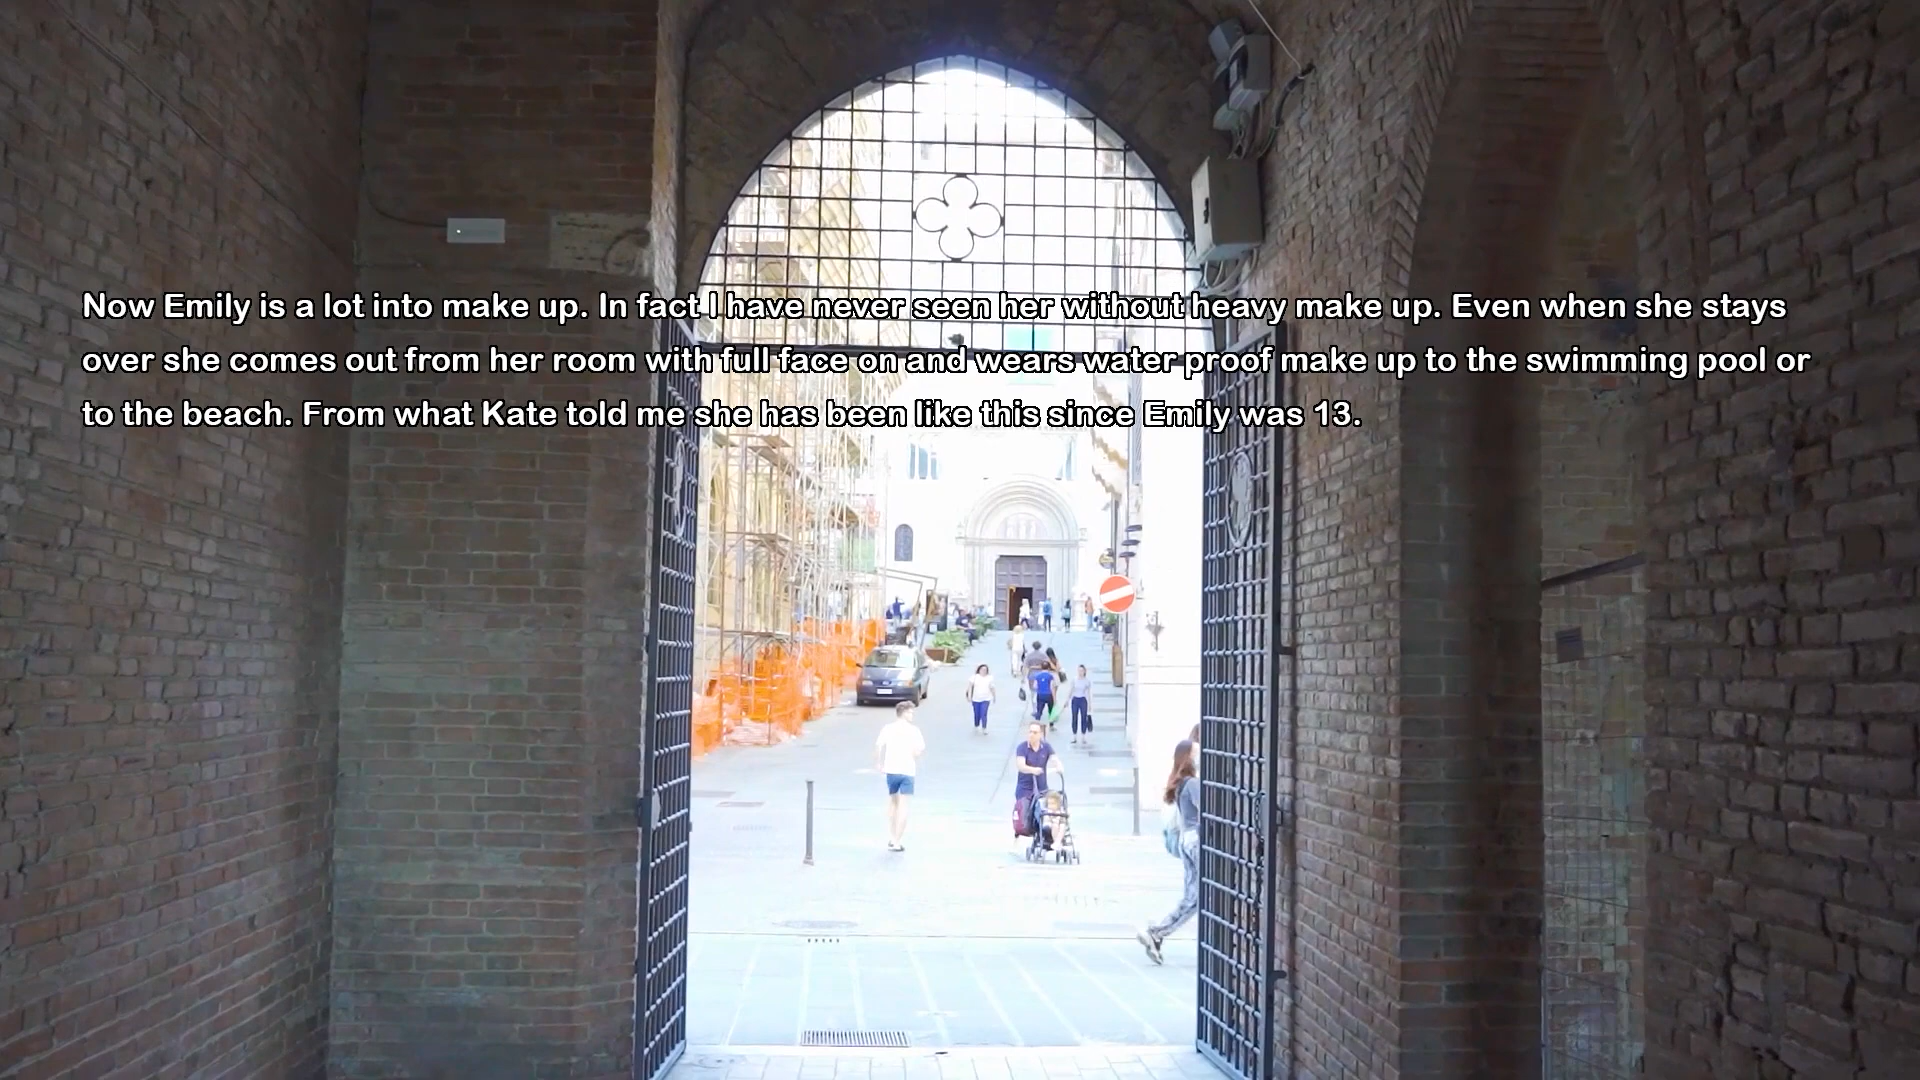 Now Emily is a lot into make up. In fact I have never seen her without heavy make up. Even when she stays
over she comes out from her room with full face on and wears water proof make up to the swimming pool or
to the beach. From what Kate told me she has been like this since Emily was 13.